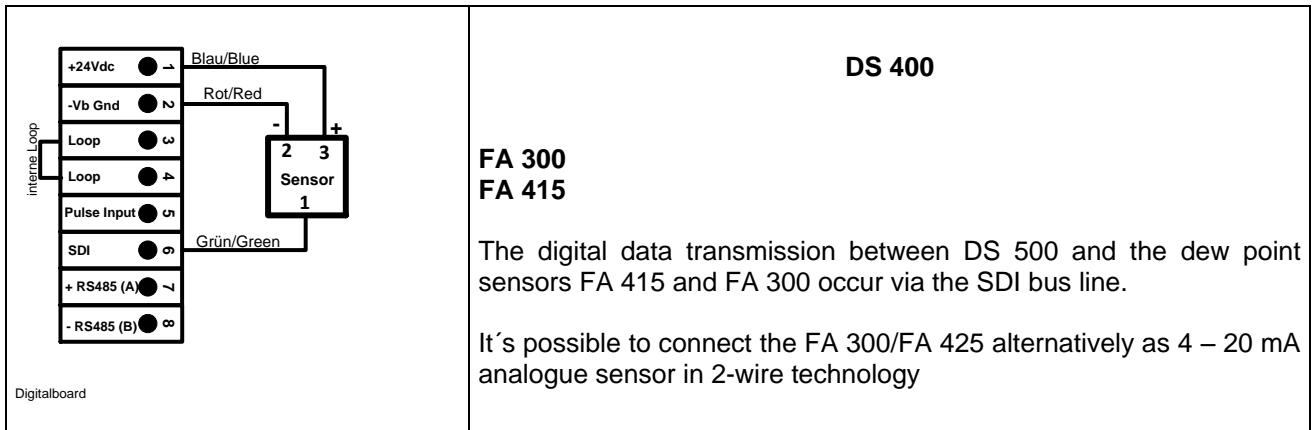 +24Vdc 1 Blau/Blue
-Vb Gnd 2 Rot/Red
- +
interne Loop
Loop 3
Loop 4
2 3
Sensor
1
Pulse Input 5
SDI 6 Grün/Green
+ RS485 (A) 7
- RS485 (B) 8
Digitalboard
DS 400
FA 300
FA 415
The digital data transmission between DS 500 and the dew point
sensors FA 415 and FA 300 occur via the SDI bus line.
It´s possible to connect the FA 300/FA 425 alternatively as 4 – 20 mA
analogue sensor in 2-wire technology